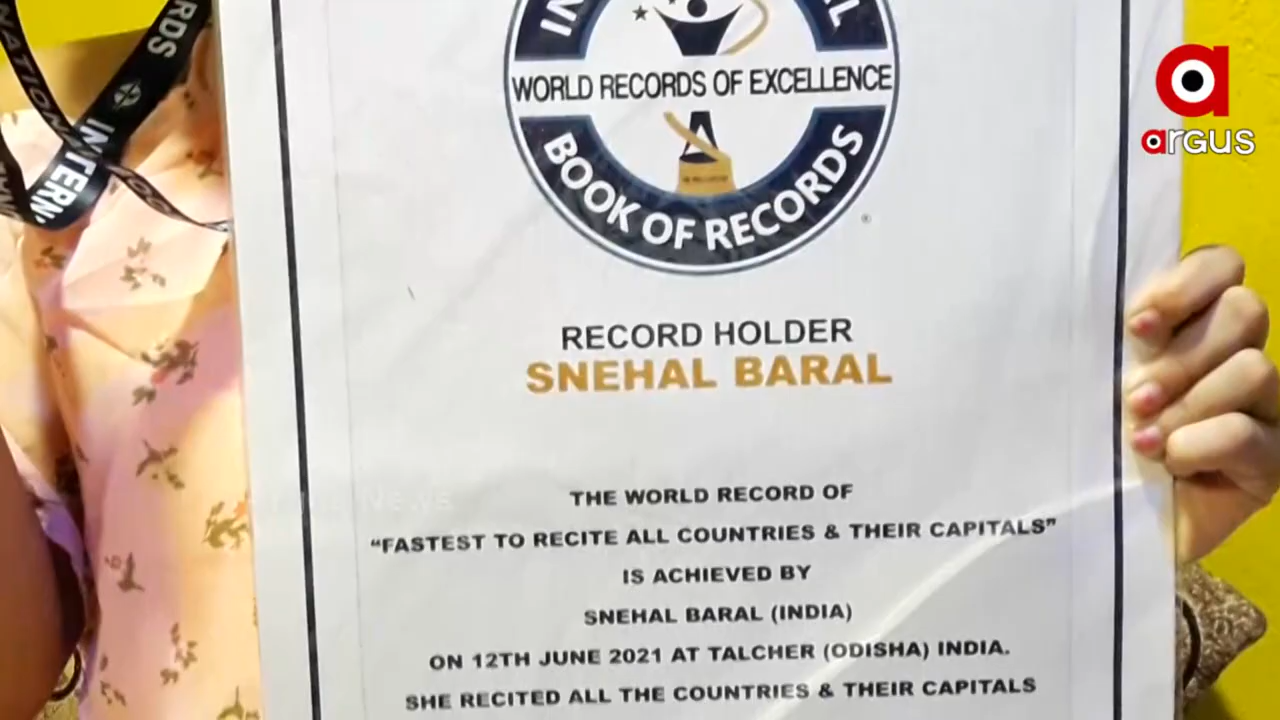 WORLD RECORDS OF EXCELLENCE
BOOK OF RECORDS
RECORD HOLDER
SNEHAL BARAL
THE WORLD RECORD OF
“FASTEST TO RECITE ALL COUNTRIES & THEIR CAPITALS”
IS ACHIEVED BY
SNEHAL BARAL (INDIA)
ON 12TH JUNE 2021 AT TALCHER (ODISHA) INDIA.
SHE RECITED ALL THE COUNTRIES & THEIR CAPITALS
argus